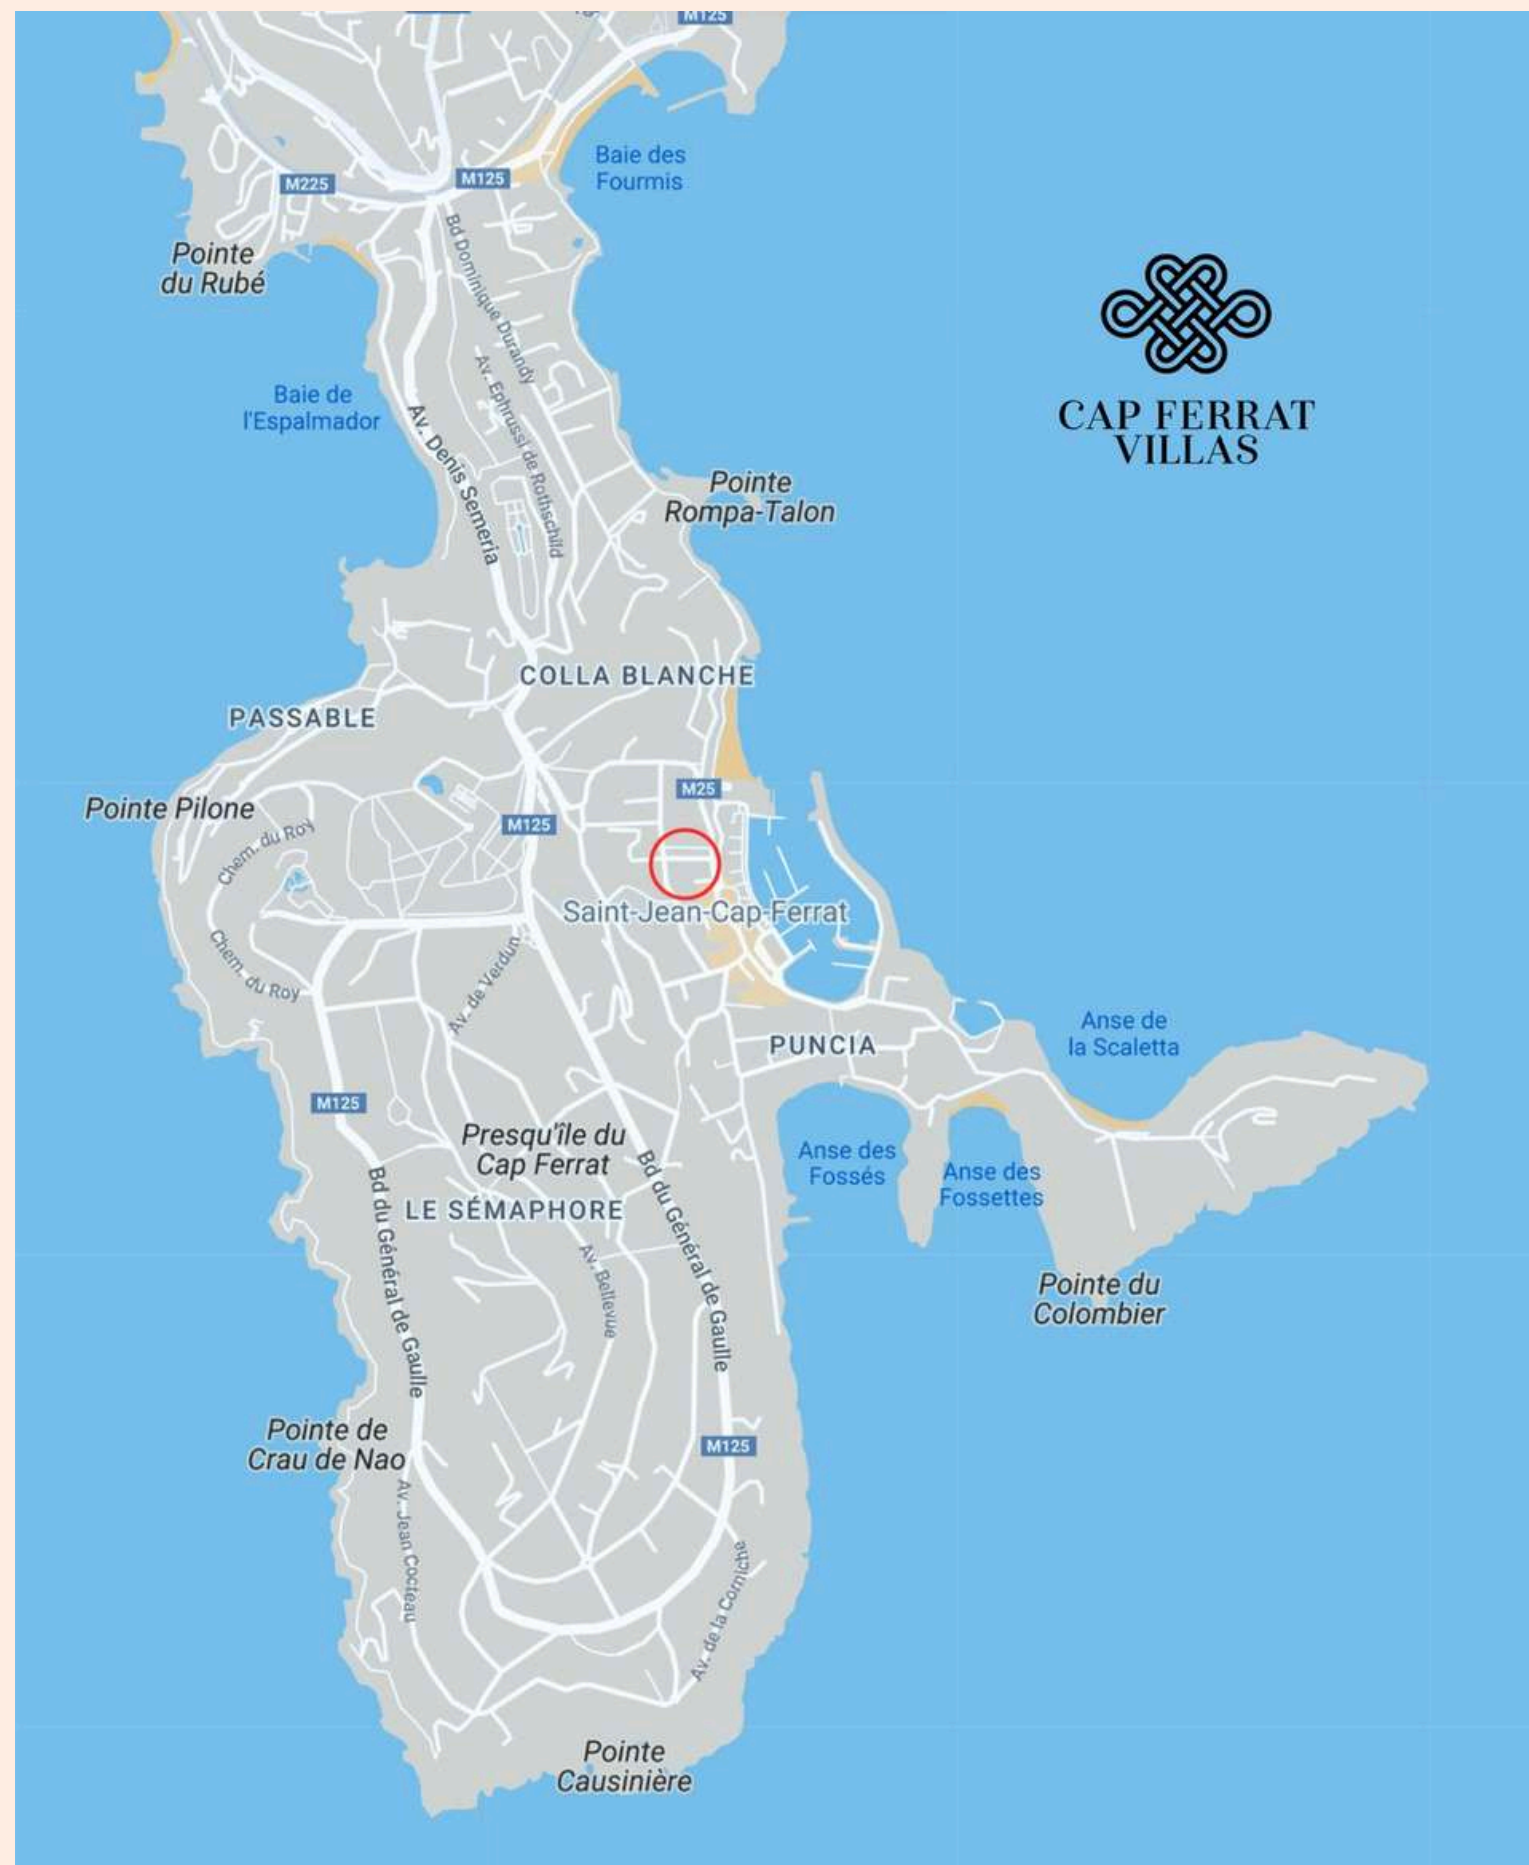 M125
Baie des
Fourmis
M125
M225
Pointe
du Rubé
Bd Dominique Durandy
Av. Ephrussi de Rothschild
Baie de
l'Espalmador
Av. Denis Semeria
CAP FERRAT
VILLAS
Pointe
Rompa-Talon
COLLA BLANCHE
PASSABLE
M25
Pointe Pilone
M125
Chem. du Roy
Saint-Jean-Cap-Ferrat
Chem. du Roy
Av. de Verdun
Anse de
la Scaletta
PUNCIA
M125
Presqu'île du
Cap Ferrat
Anse des
Fossés
Anse des
Fossettes
Bd du Général de Gaulle
LE SÉMAPHORE
Bd du Général de Gaulle
Av. Bellevue
Pointe du
Colombier
Pointe de
Crau de Nao
M125
Av. Jean Cocteau
Av. de la Corniche
Pointe
Causinière